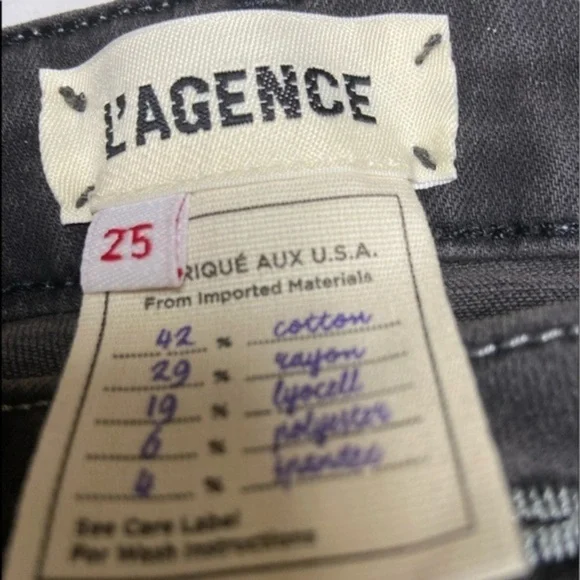 L'AGENCE
25
RIQUÉ AUX U.S.A.
From Imported Materials
42 % cotton
29 % rayon
19 % lyocell
6 % polyester
4 % spandex
See Care Label
For Wash Instructions